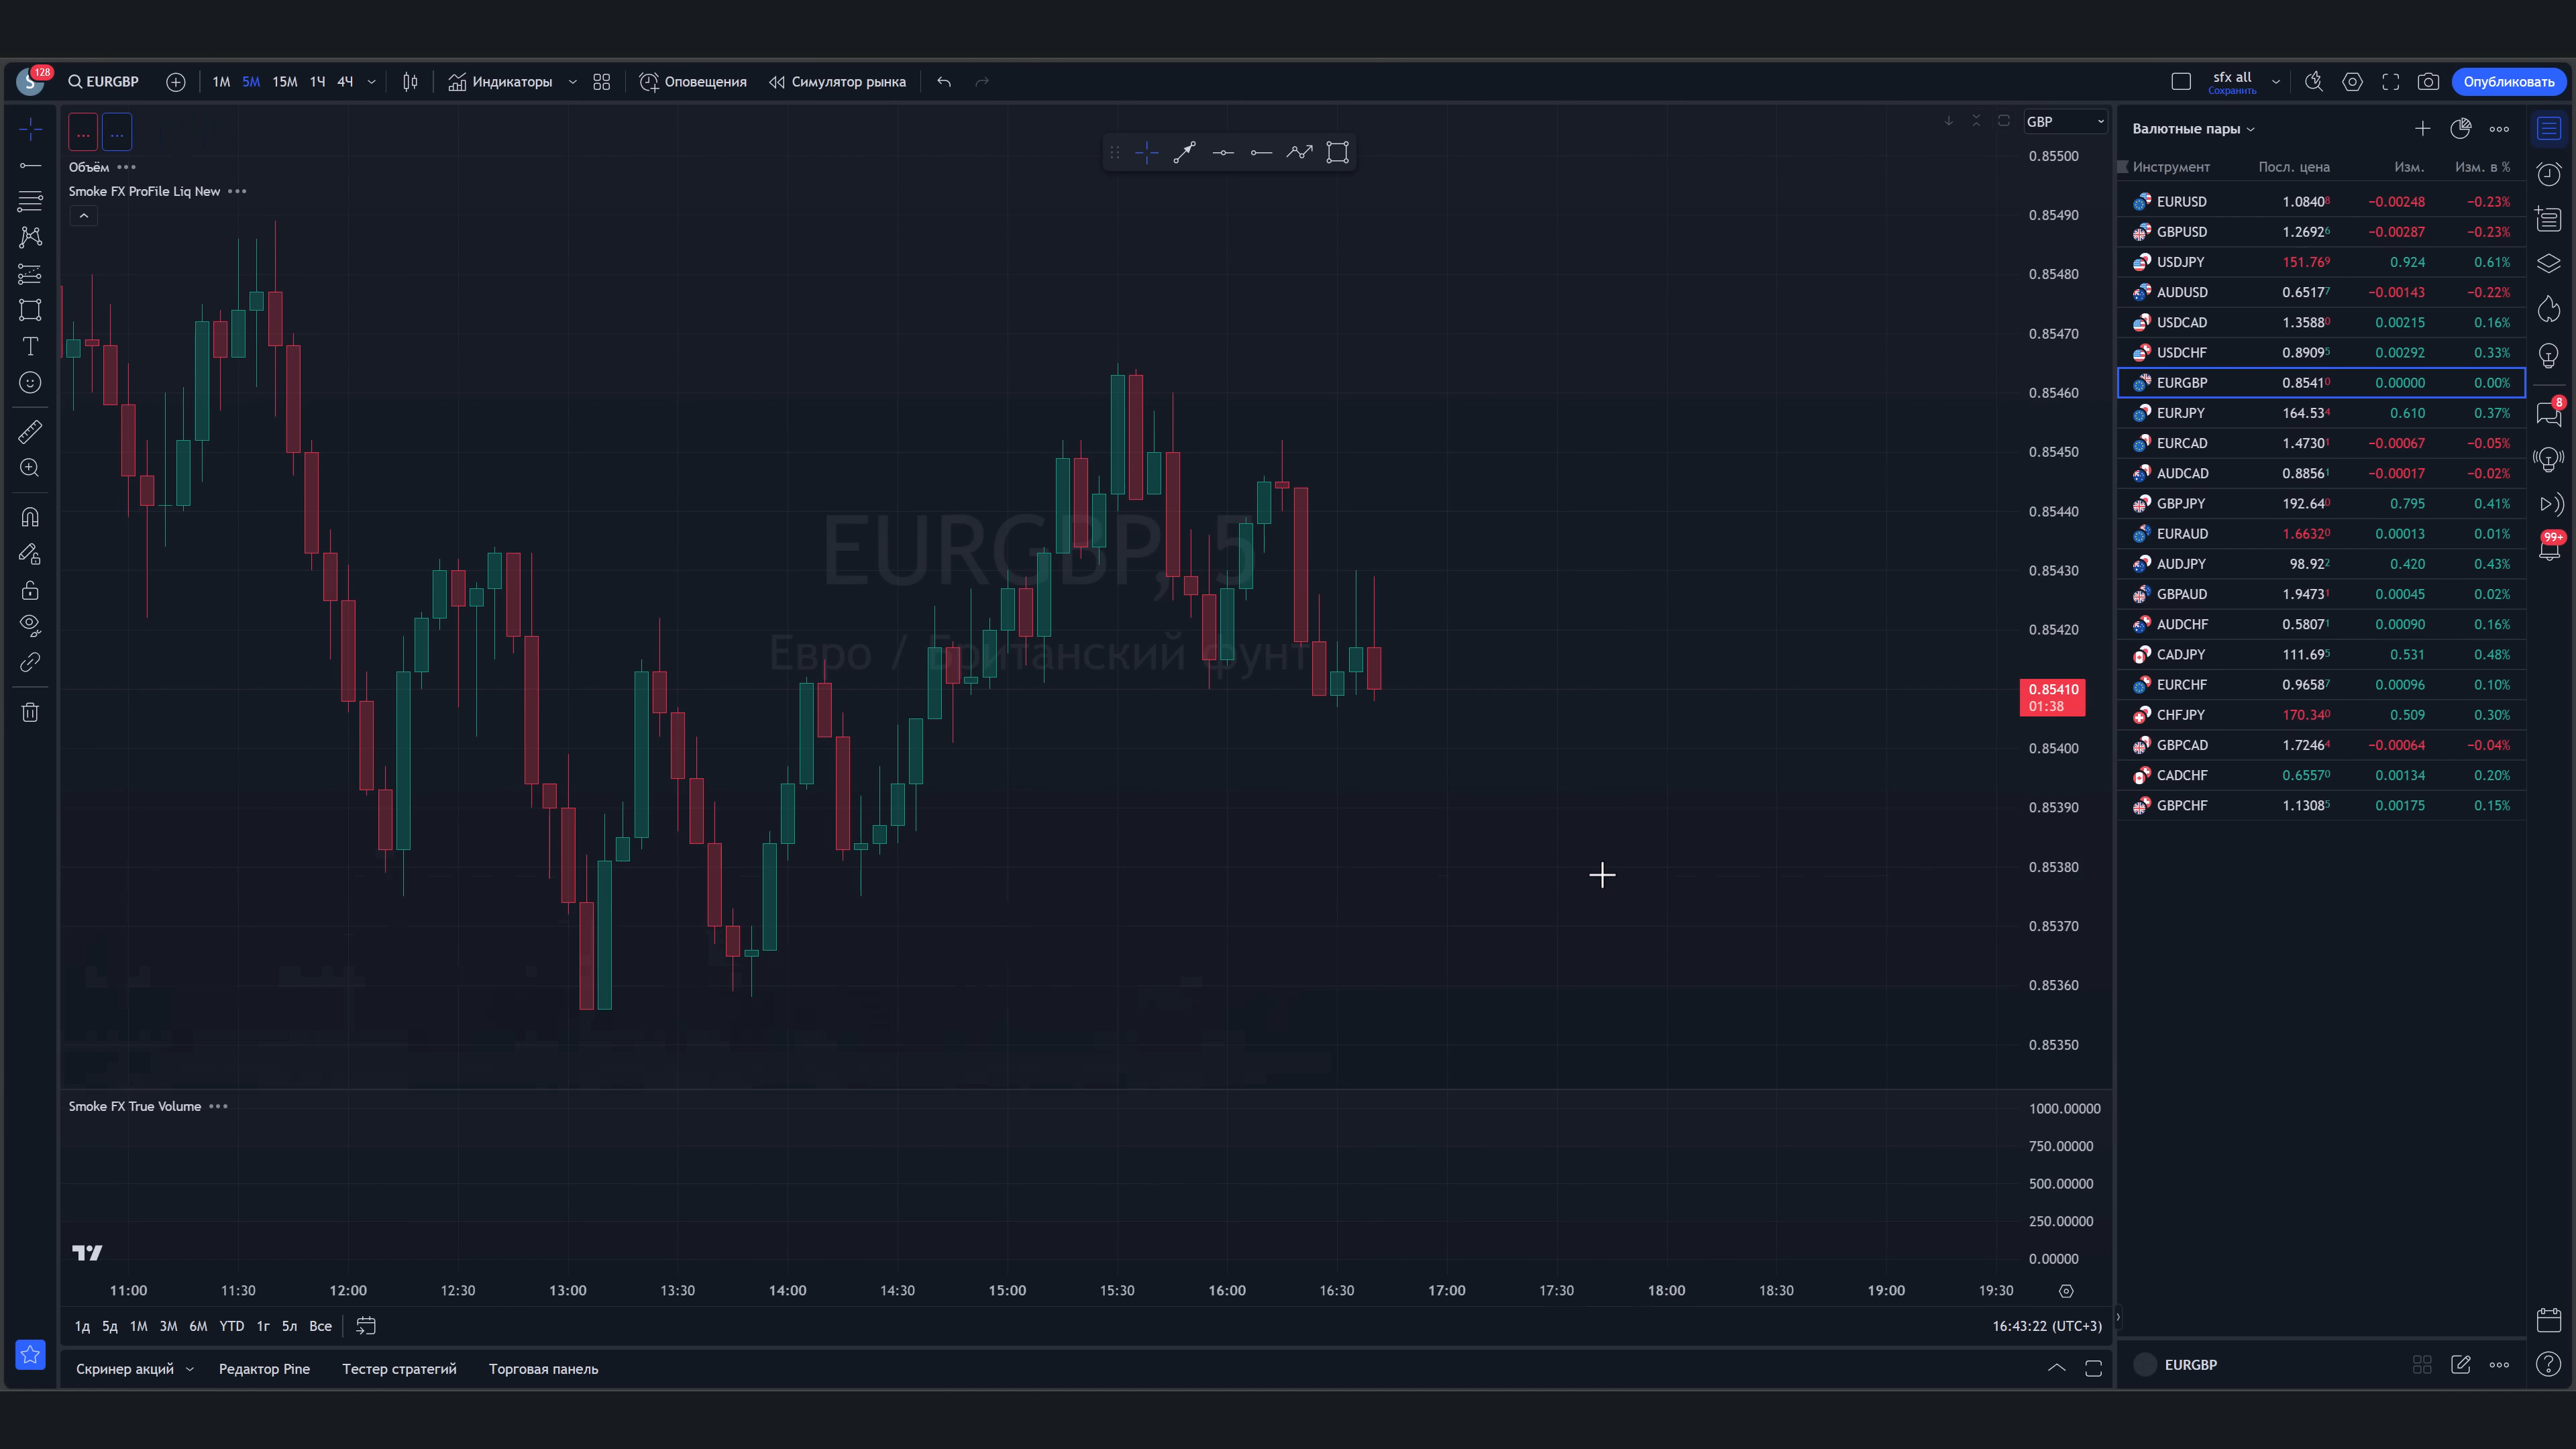 S 128 EURGBP 1М 5М 15М 1Ч 4Ч Индикаторы Оповещения Симулятор рынка sfx all Сохранить Опубликовать
... ...
GBP
Объём
Smoke FX ProFile Liq New
EURGBP, 5
Евро / Британский фунт
0.85500
0.85490
0.85480
0.85470
0.85460
0.85450
0.85440
0.85430
0.85420
0.85410
01:38
0.85400
0.85390
0.85380
0.85370
0.85360
0.85350
Smoke FX True Volume
1000.00000
750.00000
500.00000
250.00000
0.00000
11:00 11:30 12:00 12:30 13:00 13:30 14:00 14:30 15:00 15:30 16:00 16:30 17:00 17:30 18:00 18:30 19:00 19:30
1д 5д 1М 3М 6М YTD 1г 5л Все 16:43:22 (UTC+3)
Скринер акций Редактор Pine Тестер стратегий Торговая панель
Валютные пары
Инструмент Посл. цена Изм. Изм. в %
EURUSD 1.08408 −0.00248 −0.23%
GBPUSD 1.26926 −0.00287 −0.23%
USDJPY 151.769 0.924 0.61%
AUDUSD 0.65177 −0.00143 −0.22%
USDCAD 1.35880 0.00215 0.16%
USDCHF 0.89095 0.00292 0.33%
EURGBP 0.85410 0.00000 0.00%
EURJPY 164.534 0.610 0.37%
EURCAD 1.47301 −0.00067 −0.05%
AUDCAD 0.88561 −0.00017 −0.02%
GBPJPY 192.640 0.795 0.41%
EURAUD 1.66320 0.00013 0.01%
AUDJPY 98.922 0.420 0.43%
GBPAUD 1.94731 0.00045 0.02%
AUDCHF 0.58071 0.00090 0.16%
CADJPY 111.695 0.531 0.48%
EURCHF 0.96587 0.00096 0.10%
CHFJPY 170.340 0.509 0.30%
GBPCAD 1.72464 −0.00064 −0.04%
CADCHF 0.65570 0.00134 0.20%
GBPCHF 1.13085 0.00175 0.15%
EURGBP
8
99+